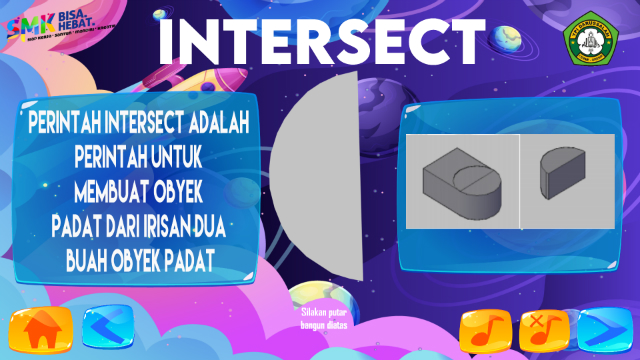 SMK BISA.
HEBAT.
INTERSECT
PERINTAH INTERSECT ADALAH
PERINTAH UNTUK
MEMBUAT OBYEK
PADAT DARI IRISAN DUA
BUAH OBYEK PADAT
Silakan putar
bangun diatas